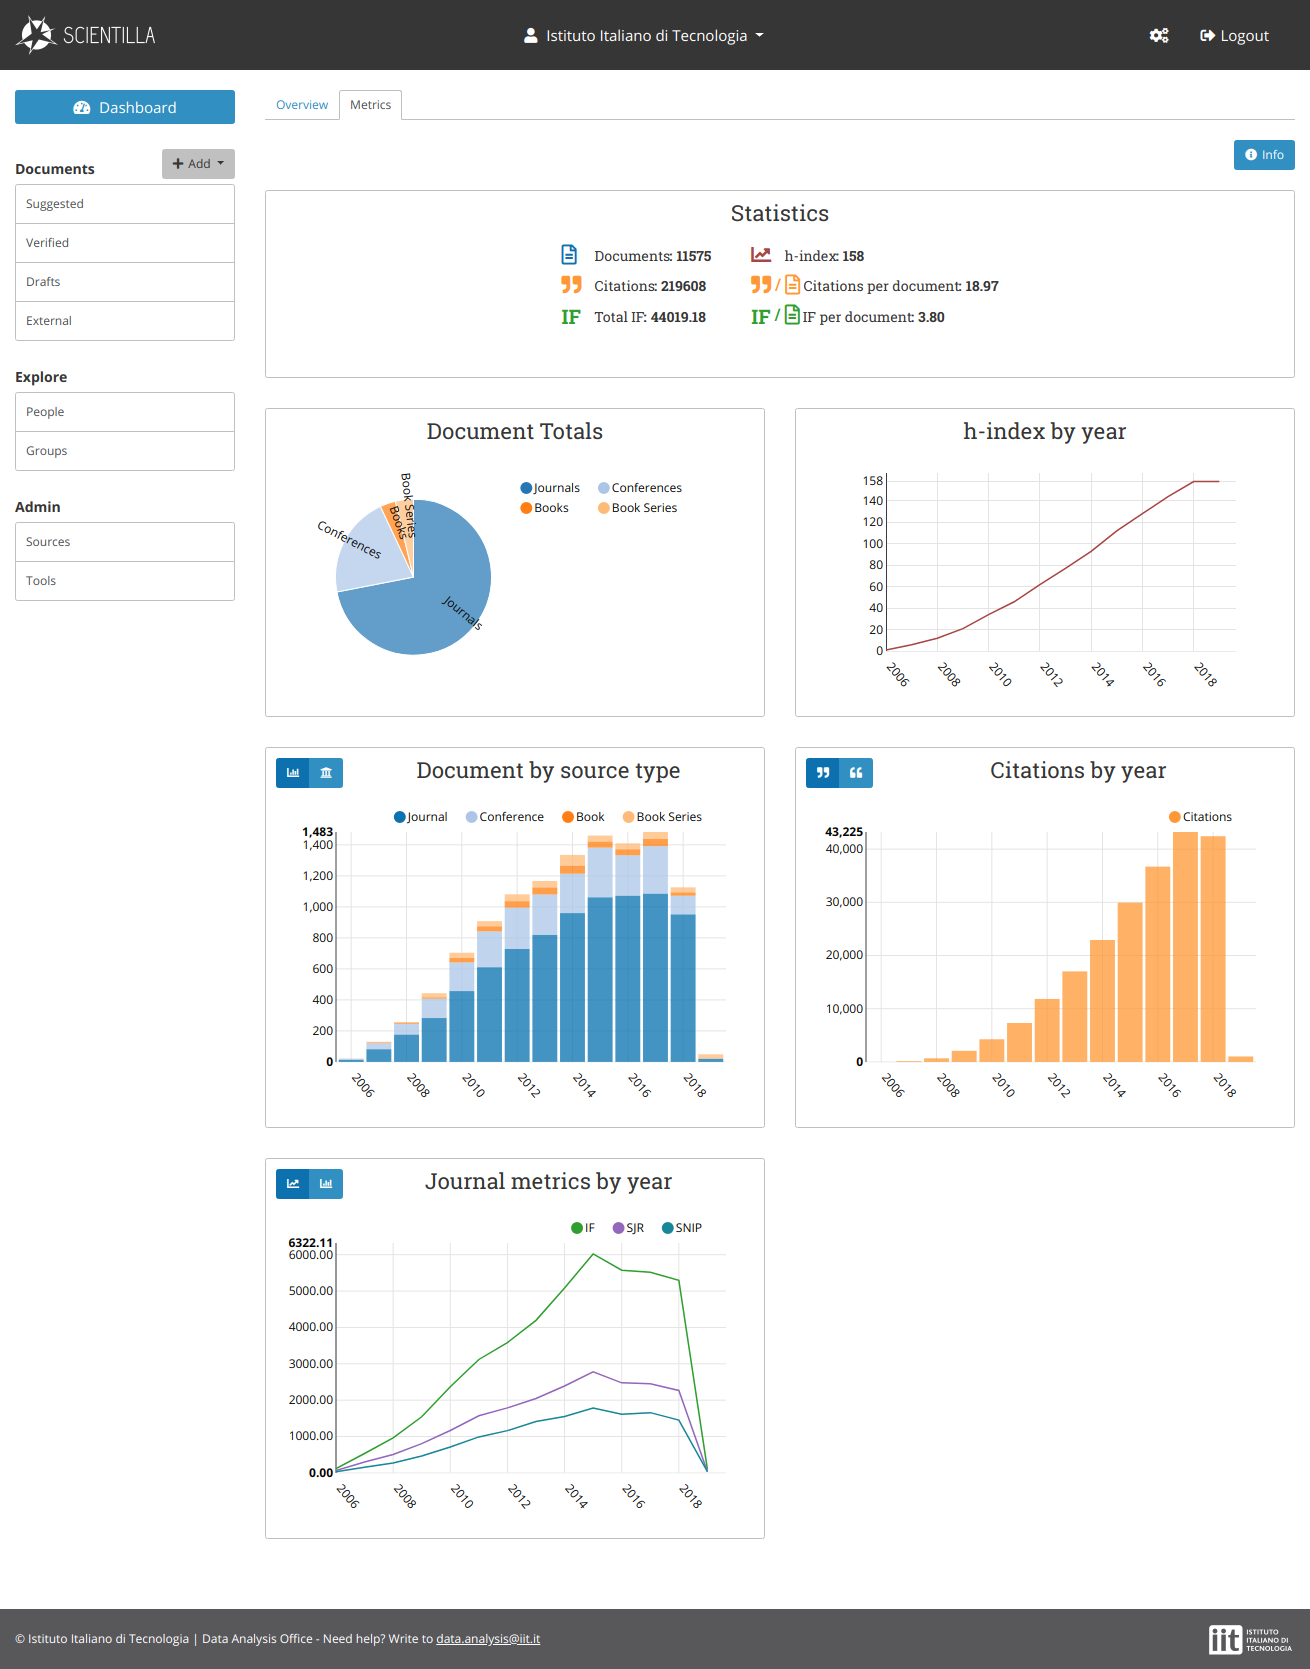 SCIENTILLA
Istituto Italiano di Tecnologia
Logout
Dashboard
Overview
Metrics
Info
Documents
Add
Suggested
Verified
Drafts
External
Explore
People
Groups
Admin
Sources
Tools
Statistics
Documents: 11575
h-index: 158
Citations: 219608
/ Citations per document: 18.97
IF Total IF: 44019.18
IF / IF per document: 3.80
Document Totals
Journals
Conferences
Books
Book Series
Book Series
Books
Conferences
Journals
h-index by year
158
140
120
100
80
60
40
20
0
2006
2008
2010
2012
2014
2016
2018
Document by source type
Journal
Conference
Book
Book Series
1,483
1,400
1,200
1,000
800
600
400
200
0
2006
2008
2010
2012
2014
2016
2018
Citations by year
Citations
43,225
40,000
30,000
20,000
10,000
0
2006
2008
2010
2012
2014
2016
2018
Journal metrics by year
IF
SJR
SNIP
6322.11
6000.00
5000.00
4000.00
3000.00
2000.00
1000.00
0.00
2006
2008
2010
2012
2014
2016
2018
© Istituto Italiano di Tecnologia | Data Analysis Office - Need help? Write to data.analysis@iit.it
iit
ISTITUTO
ITALIANO DI
TECNOLOGIA